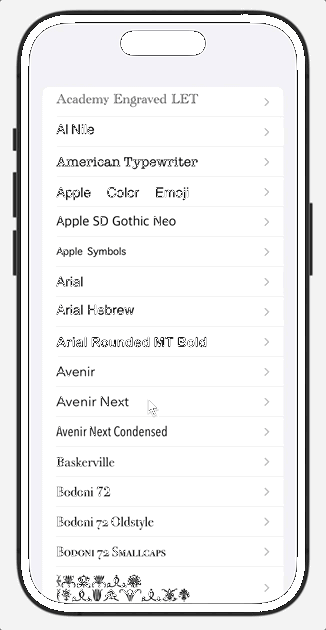 Academy Engraved LET
Al Nile
American Typewriter
Apple Color Emoji
Apple SD Gothic Neo
Apple Symbols
Arial
Arial Hebrew
Arial Rounded MT Bold
Avenir
Avenir Next
Avenir Next Condensed
Baskerville
Bodoni 72
Bodoni 72 Oldstyle
Bodoni 72 Smallcaps